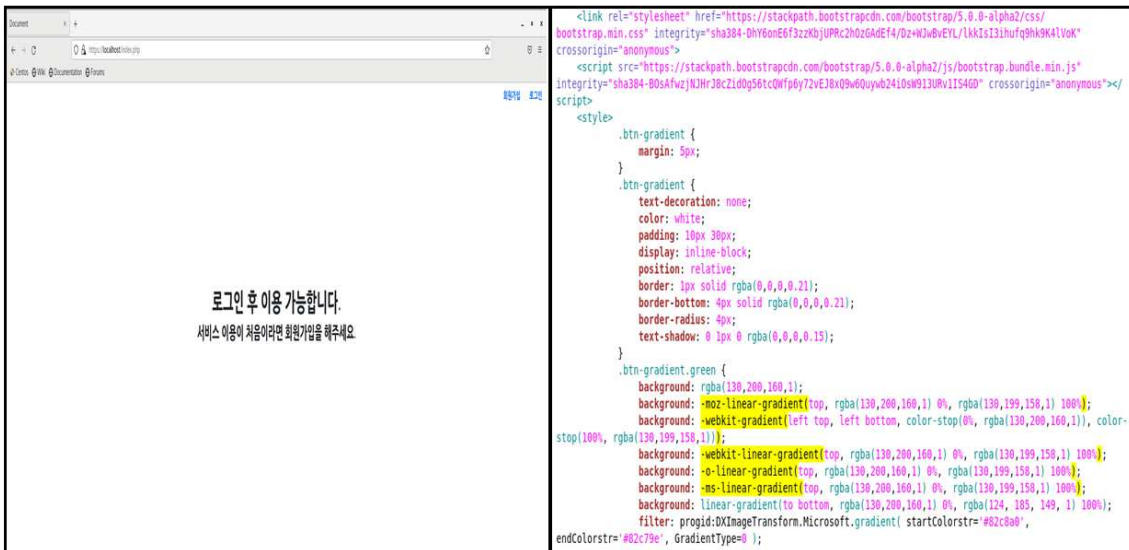 Document × +
https://localhost/index.php
Centos Wiki Documentation Forums
회원가입 로그인
로그인 후 이용 가능합니다.
서비스 이용이 처음이라면 회원가입을 해주세요.
<link rel="stylesheet" href="https://stackpath.bootstrapcdn.com/bootstrap/5.0.0-alpha2/css/
bootstrap.min.css" integrity="sha384-DhY6onE6f3zzKbjUPRc2hOzGAdEf4/Dz+WJwBvEYL/lkkIsI3ihufq9hk9K4lVoK"
crossorigin="anonymous">
<script src="https://stackpath.bootstrapcdn.com/bootstrap/5.0.0-alpha2/js/bootstrap.bundle.min.js"
integrity="sha384-BOsAfwzjNJHrJ8cZidOg56tcQWfp6y72vEJ8xQ9w6Quywb24iOsW913URv1IS4GD" crossorigin="anonymous"></
script>
<style>
.btn-gradient {
margin: 5px;
}
.btn-gradient {
text-decoration: none;
color: white;
padding: 10px 30px;
display: inline-block;
position: relative;
border: 1px solid rgba(0,0,0,0.21);
border-bottom: 4px solid rgba(0,0,0,0.21);
border-radius: 4px;
text-shadow: 0 1px 0 rgba(0,0,0,0.15);
}
.btn-gradient.green {
background: rgba(130,200,160,1);
background: -moz-linear-gradient(top, rgba(130,200,160,1) 0%, rgba(130,199,158,1) 100%);
background: -webkit-gradient(left top, left bottom, color-stop(0%, rgba(130,200,160,1)), color-
stop(100%, rgba(130,199,158,1)));
background: -webkit-linear-gradient(top, rgba(130,200,160,1) 0%, rgba(130,199,158,1) 100%);
background: -o-linear-gradient(top, rgba(130,200,160,1) 0%, rgba(130,199,158,1) 100%);
background: -ms-linear-gradient(top, rgba(130,200,160,1) 0%, rgba(130,199,158,1) 100%);
background: linear-gradient(to bottom, rgba(130,200,160,1) 0%, rgba(124, 185, 149, 1) 100%);
filter: progid:DXImageTransform.Microsoft.gradient( startColorstr='#82c8a0',
endColorstr='#82c79e', GradientType=0 );